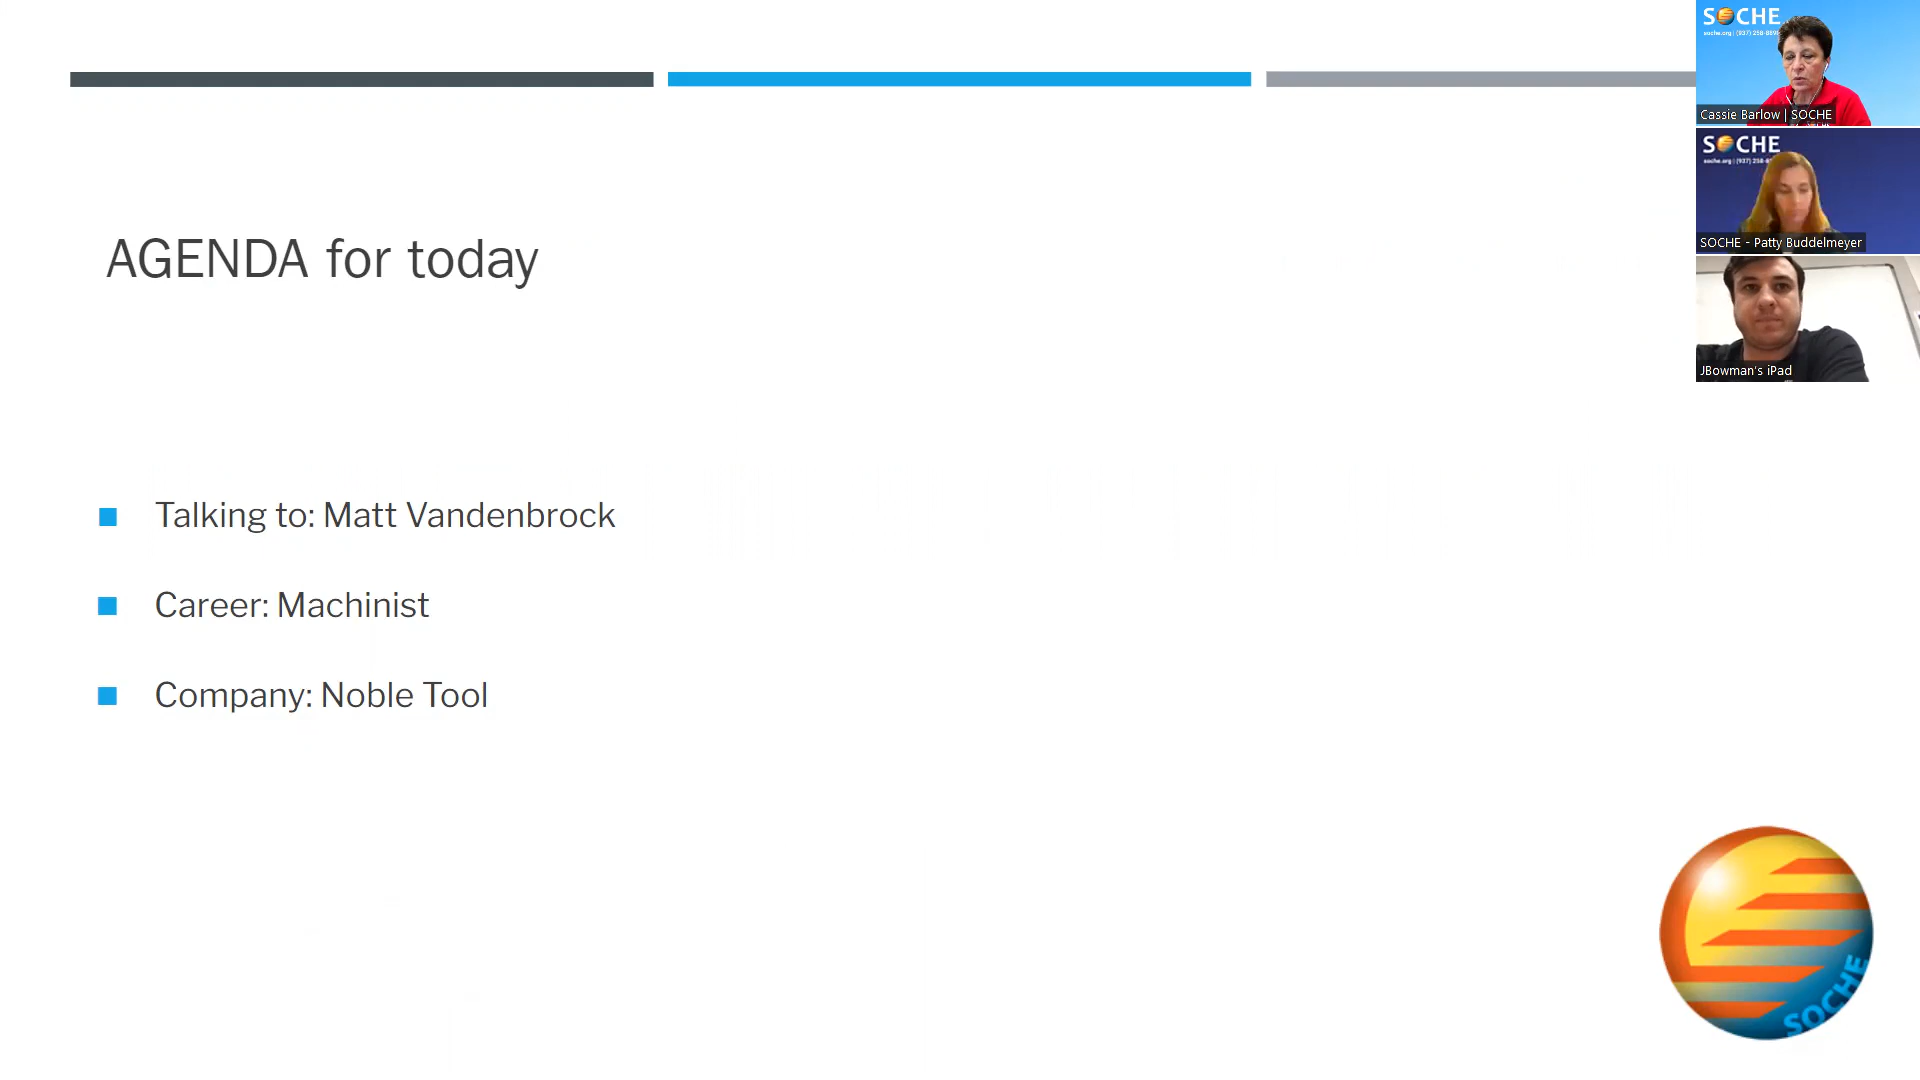 AGENDA for today
Talking to: Matt Vandenbrock
Career: Machinist
Company: Noble Tool
SOCHE
Cassie Barlow | SOCHE
SOCHE
SOCHE - Patty Buddelmeyer
JBowman's iPad
SOCHE